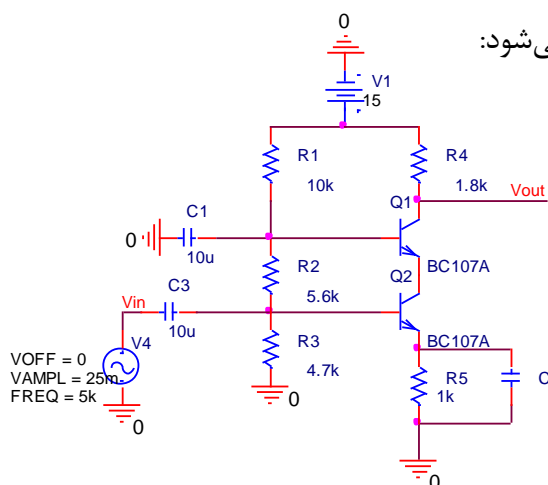 0
ی‌شود:
V1
15
R1
10k
R4
1.8k
Vout
Q1
C1
0
10u
R2
5.6k
Q2
BC107A
C3
Vin
10u
V4
VOFF = 0
VAMPL = 25m
FREQ = 5k
R3
4.7k
BC107A
R5
1k
C
0
0
0